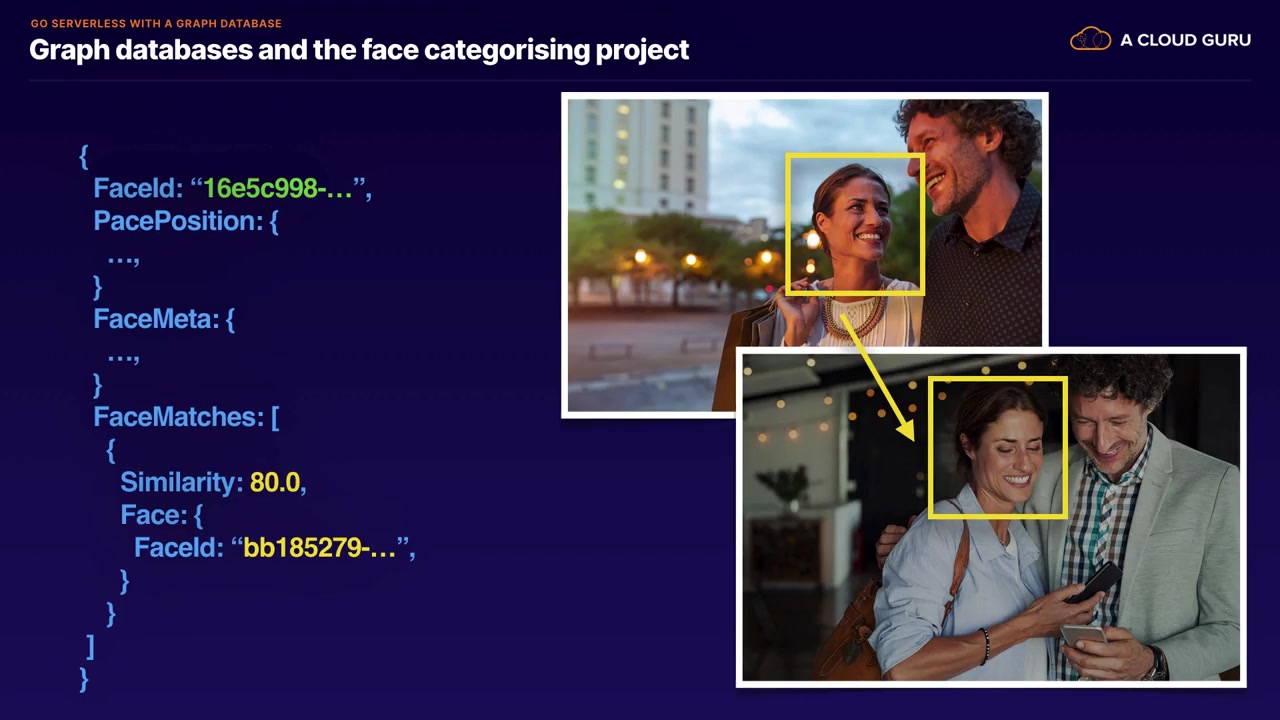 GO SERVERLESS WITH A GRAPH DATABASE
Graph databases and the face categorising project
A CLOUD GURU
{
FaceId: “16e5c998-…”,
PacePosition: {
…,
}
FaceMeta: {
…,
}
FaceMatches: [
{
Similarity: 80.0,
Face: {
FaceId: “bb185279-…”,
}
}
]
}